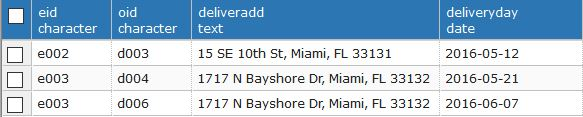 eid oid deliveradd deliveryday
character character text date
e002 d003 15 SE 10th St, Miami, FL 33131 2016-05-12
e003 d004 1717 N Bayshore Dr, Miami, FL 33132 2016-05-21
e003 d006 1717 N Bayshore Dr, Miami, FL 33132 2016-06-07